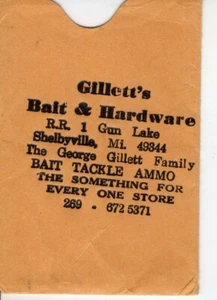 Gillett's
Bait & Hardware
R.R. 1 Gun Lake
Shelbyville, Mi. 49344
The George Gillett Family
BAIT TACKLE AMMO
THE SOMETHING FOR
EVERY ONE STORE
269 • 672 5371